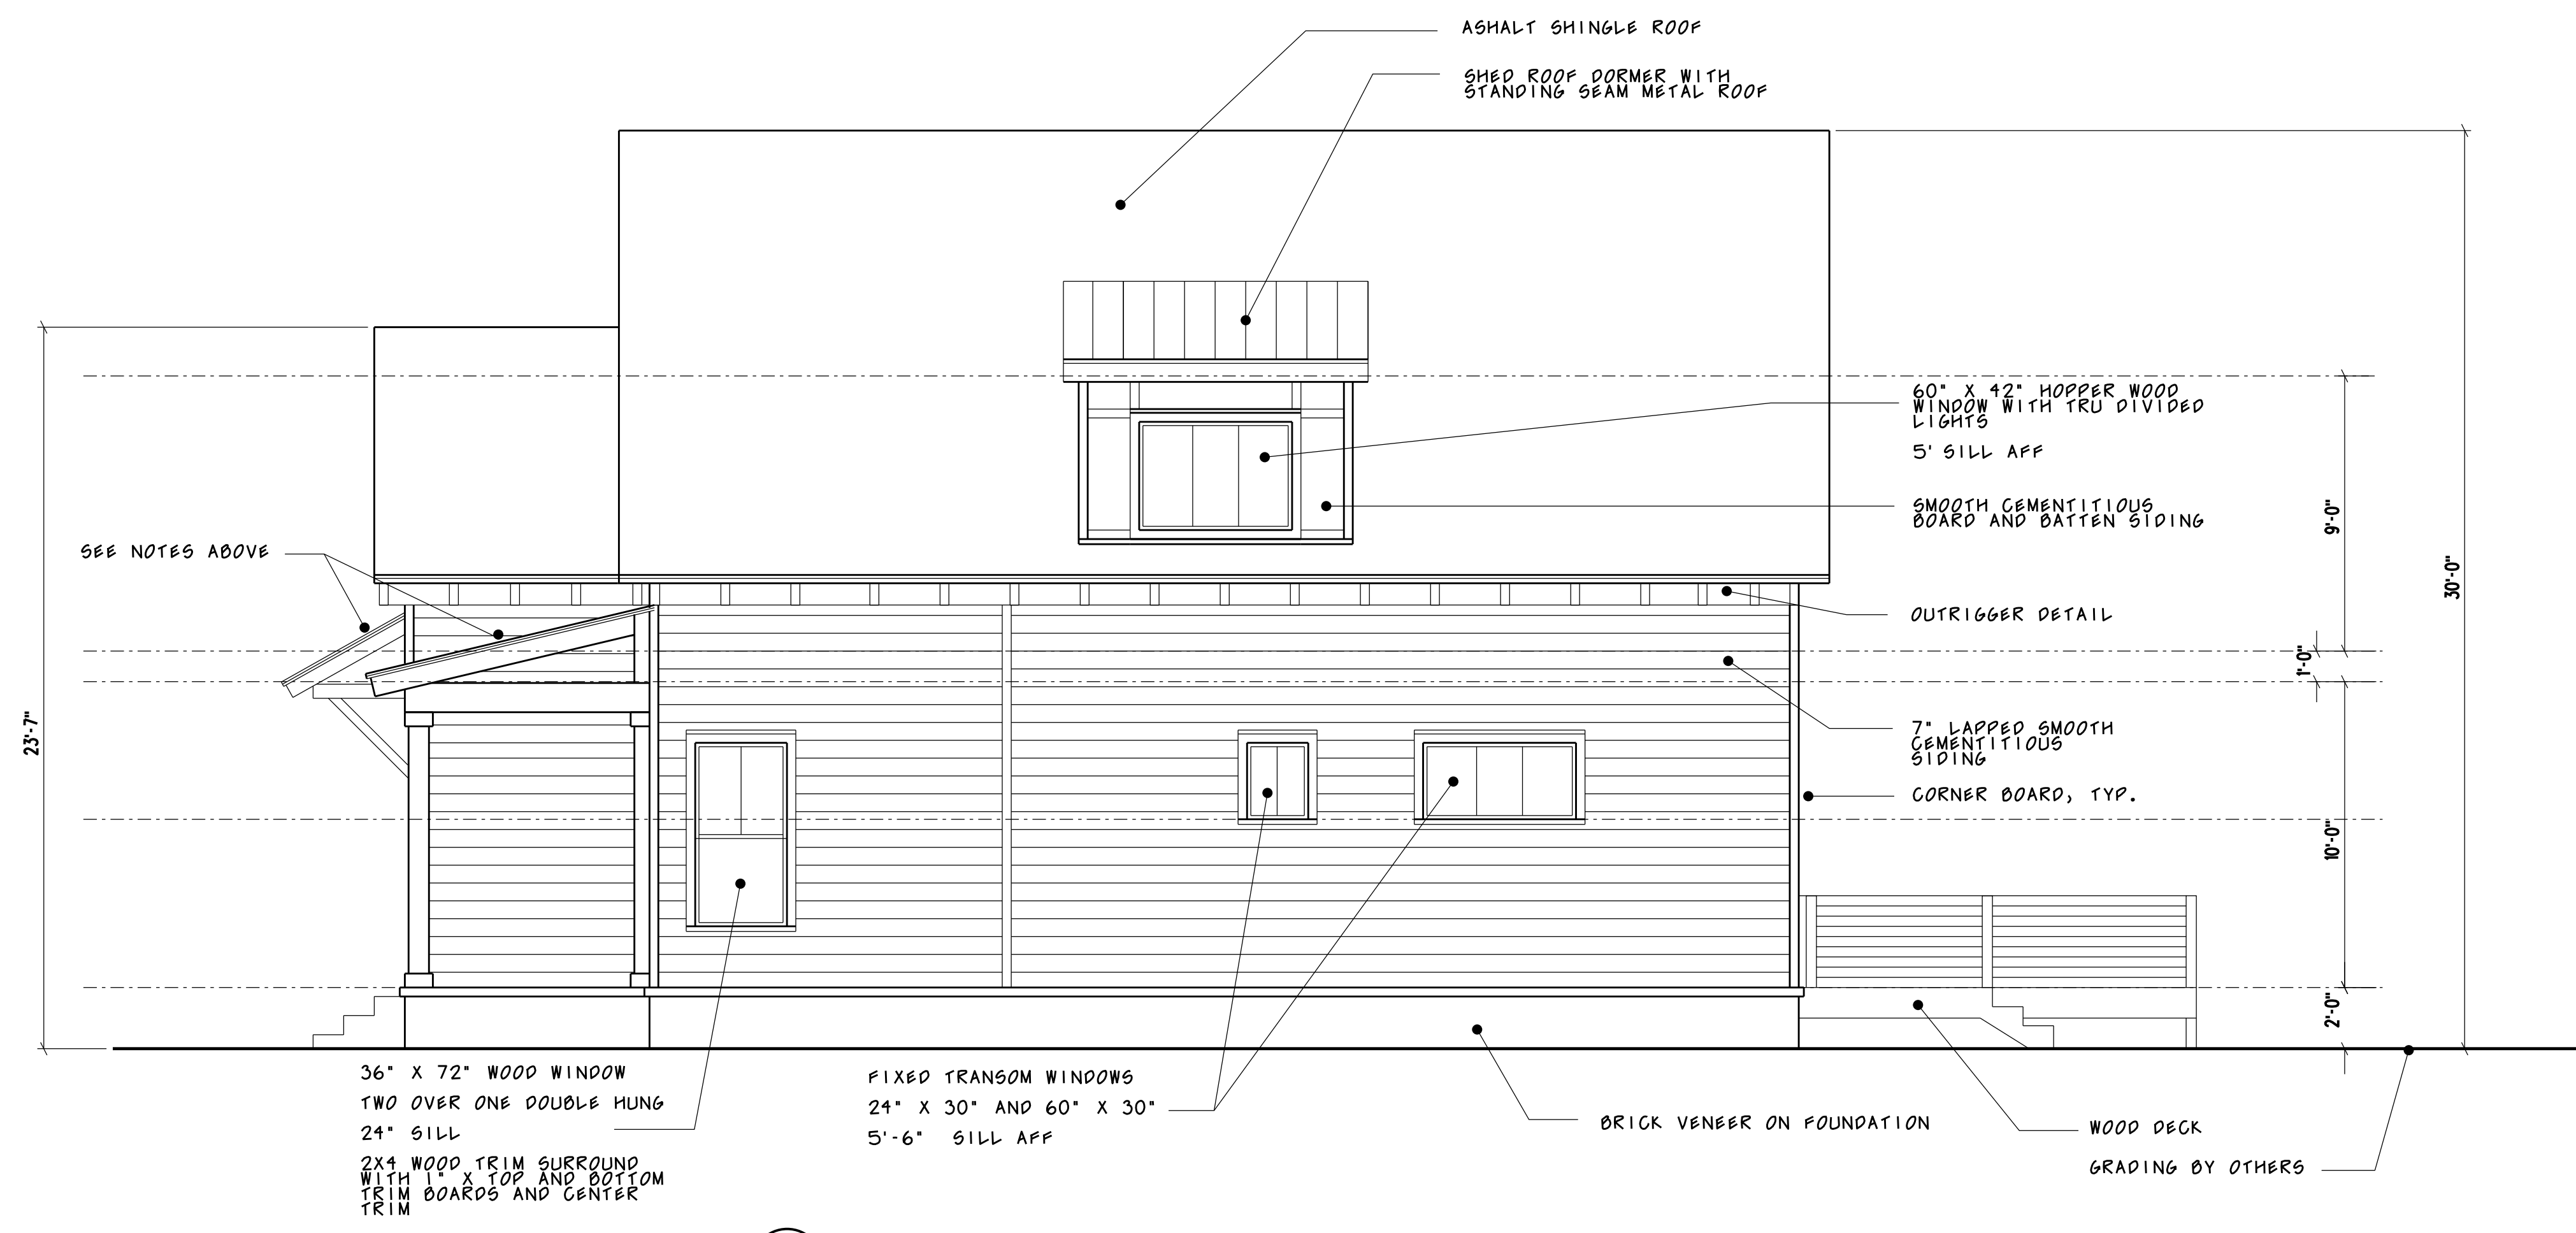 ASHALT SHINGLE ROOF
SHED ROOF DORMER WITH
STANDING SEAM METAL ROOF
60" X 42" HOPPER WOOD
WINDOW WITH TRU DIVIDED
LIGHTS
5' SILL AFF
SMOOTH CEMENTITIOUS
BOARD AND BATTEN SIDING
9'-0"
30'-0"
SEE NOTES ABOVE
OUTRIGGER DETAIL
1'-0"
23'-7"
7" LAPPED SMOOTH
CEMENTITIOUS
SIDING
CORNER BOARD, TYP.
10'-0"
2'-0"
36" X 72" WOOD WINDOW
TWO OVER ONE DOUBLE HUNG
24" SILL
2X4 WOOD TRIM SURROUND
WITH 1" X TOP AND BOTTOM
TRIM BOARDS AND CENTER
TRIM
FIXED TRANSOM WINDOWS
24" X 30" AND 60" X 30"
5'-6" SILL AFF
BRICK VENEER ON FOUNDATION
WOOD DECK
GRADING BY OTHERS